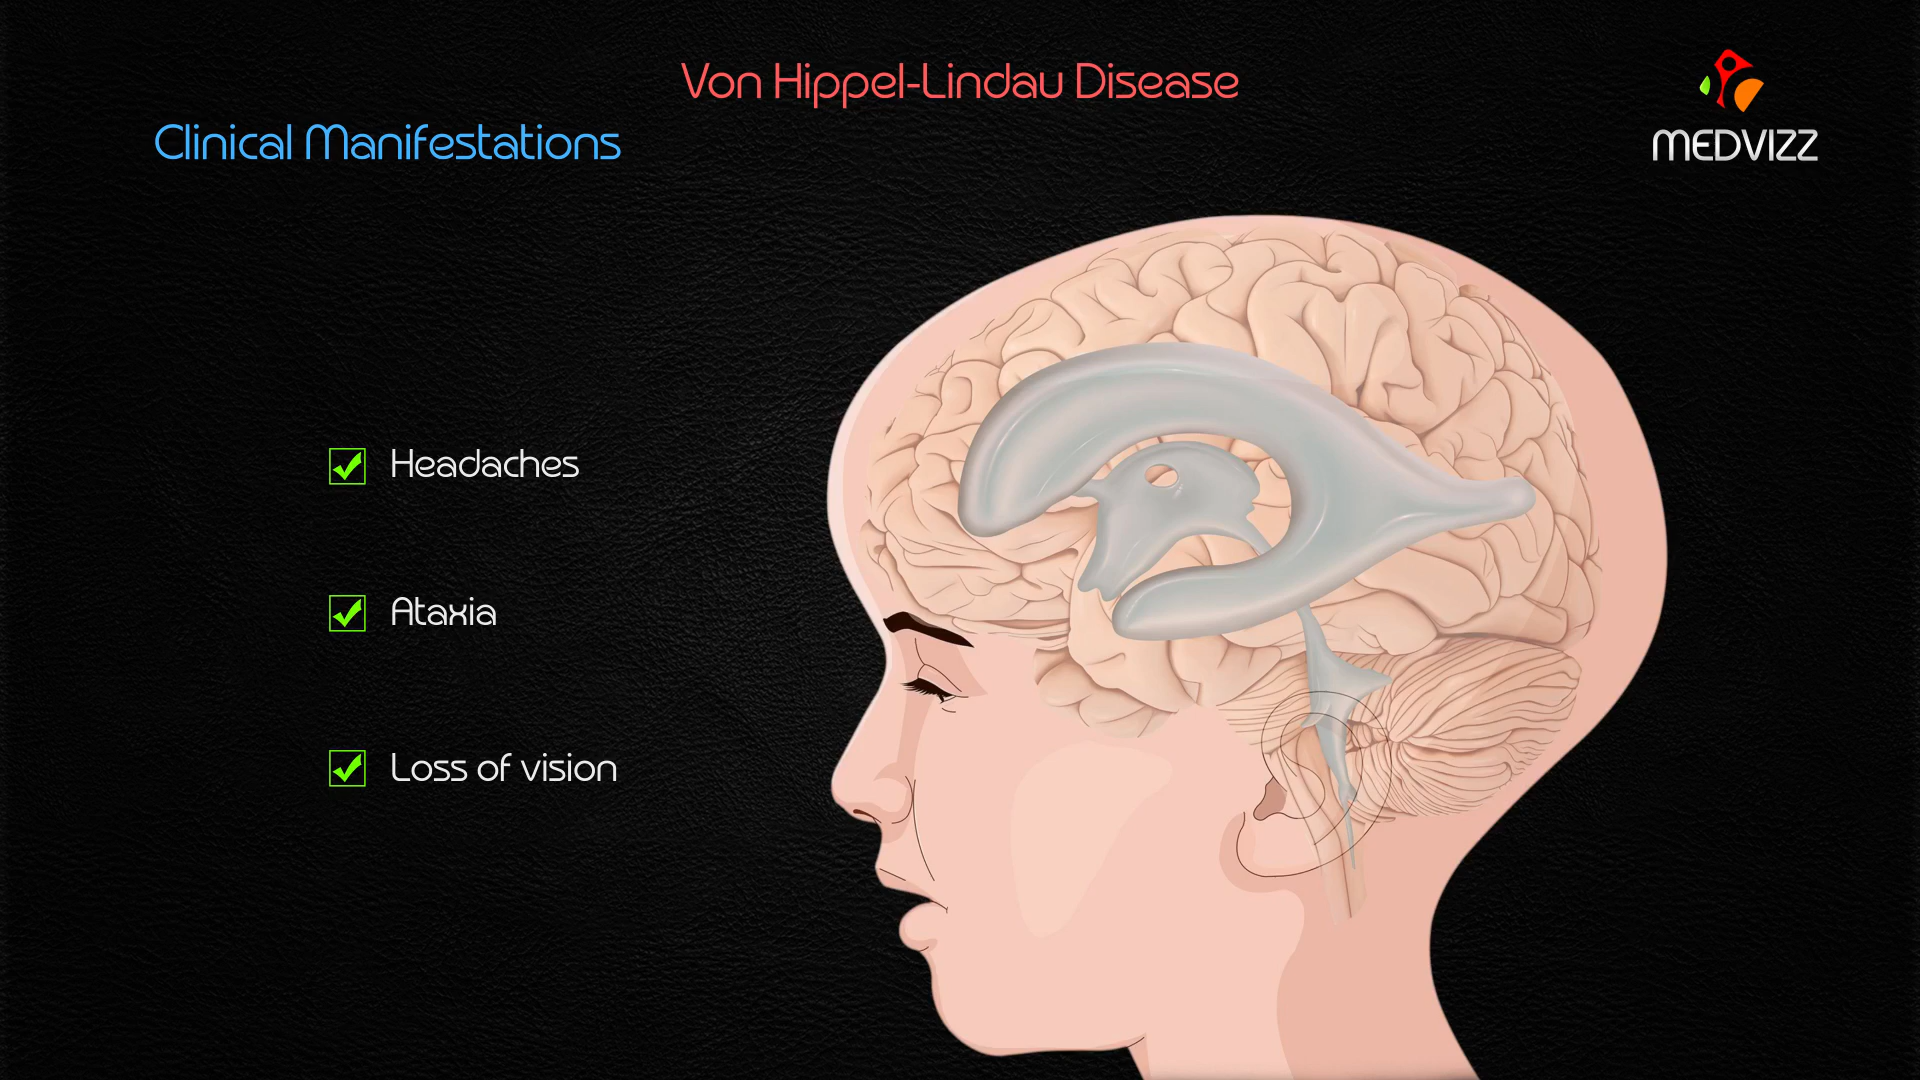 Von Hippel-Lindau Disease
Clinical Manifestations
MEDVIZZ
Headaches
Ataxia
Loss of vision